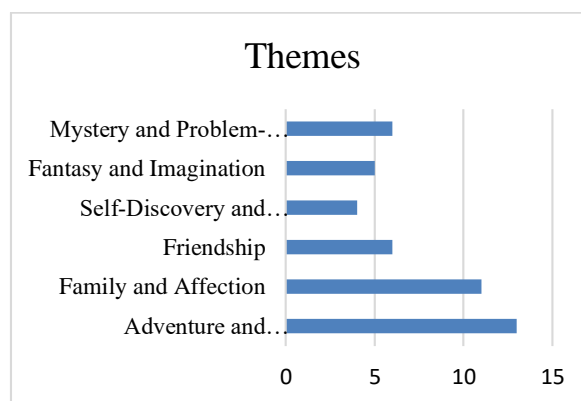 Themes
Mystery and Problem-…
Fantasy and Imagination
Self-Discovery and…
Friendship
Family and Affection
Adventure and…
0 5 10 15